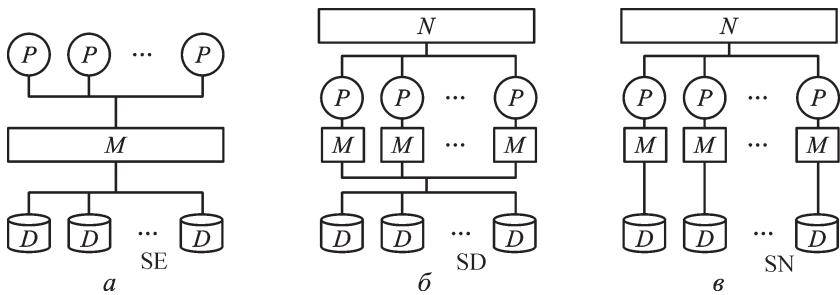 N N
P P ... P
P P ... P P P ... P
M M M ... M M M ... M
D D ... D D D ... D D D ... D
SE SD SN
а б в